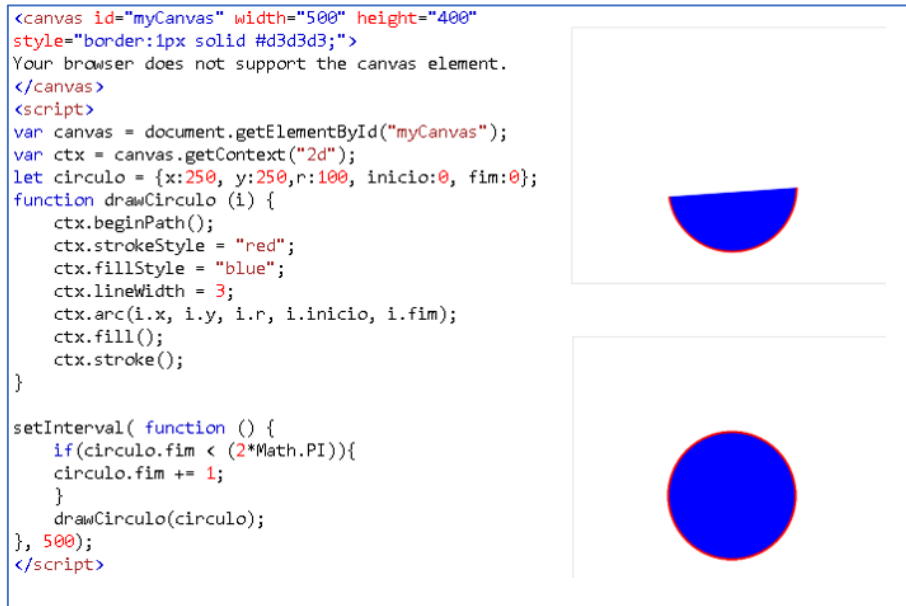 <canvas id="myCanvas" width="500" height="400"
style="border:1px solid #d3d3d3;">
Your browser does not support the canvas element.
</canvas>
<script>
var canvas = document.getElementById("myCanvas");
var ctx = canvas.getContext("2d");
let circulo = {x:250, y:250,r:100, inicio:0, fim:0};
function drawCirculo (i) {
    ctx.beginPath();
    ctx.strokeStyle = "red";
    ctx.fillStyle = "blue";
    ctx.lineWidth = 3;
    ctx.arc(i.x, i.y, i.r, i.inicio, i.fim);
    ctx.fill();
    ctx.stroke();
}

setInterval( function () {
    if(circulo.fim < (2*Math.PI)){
    circulo.fim += 1;
    }
    drawCirculo(circulo);
}, 500);
</script>